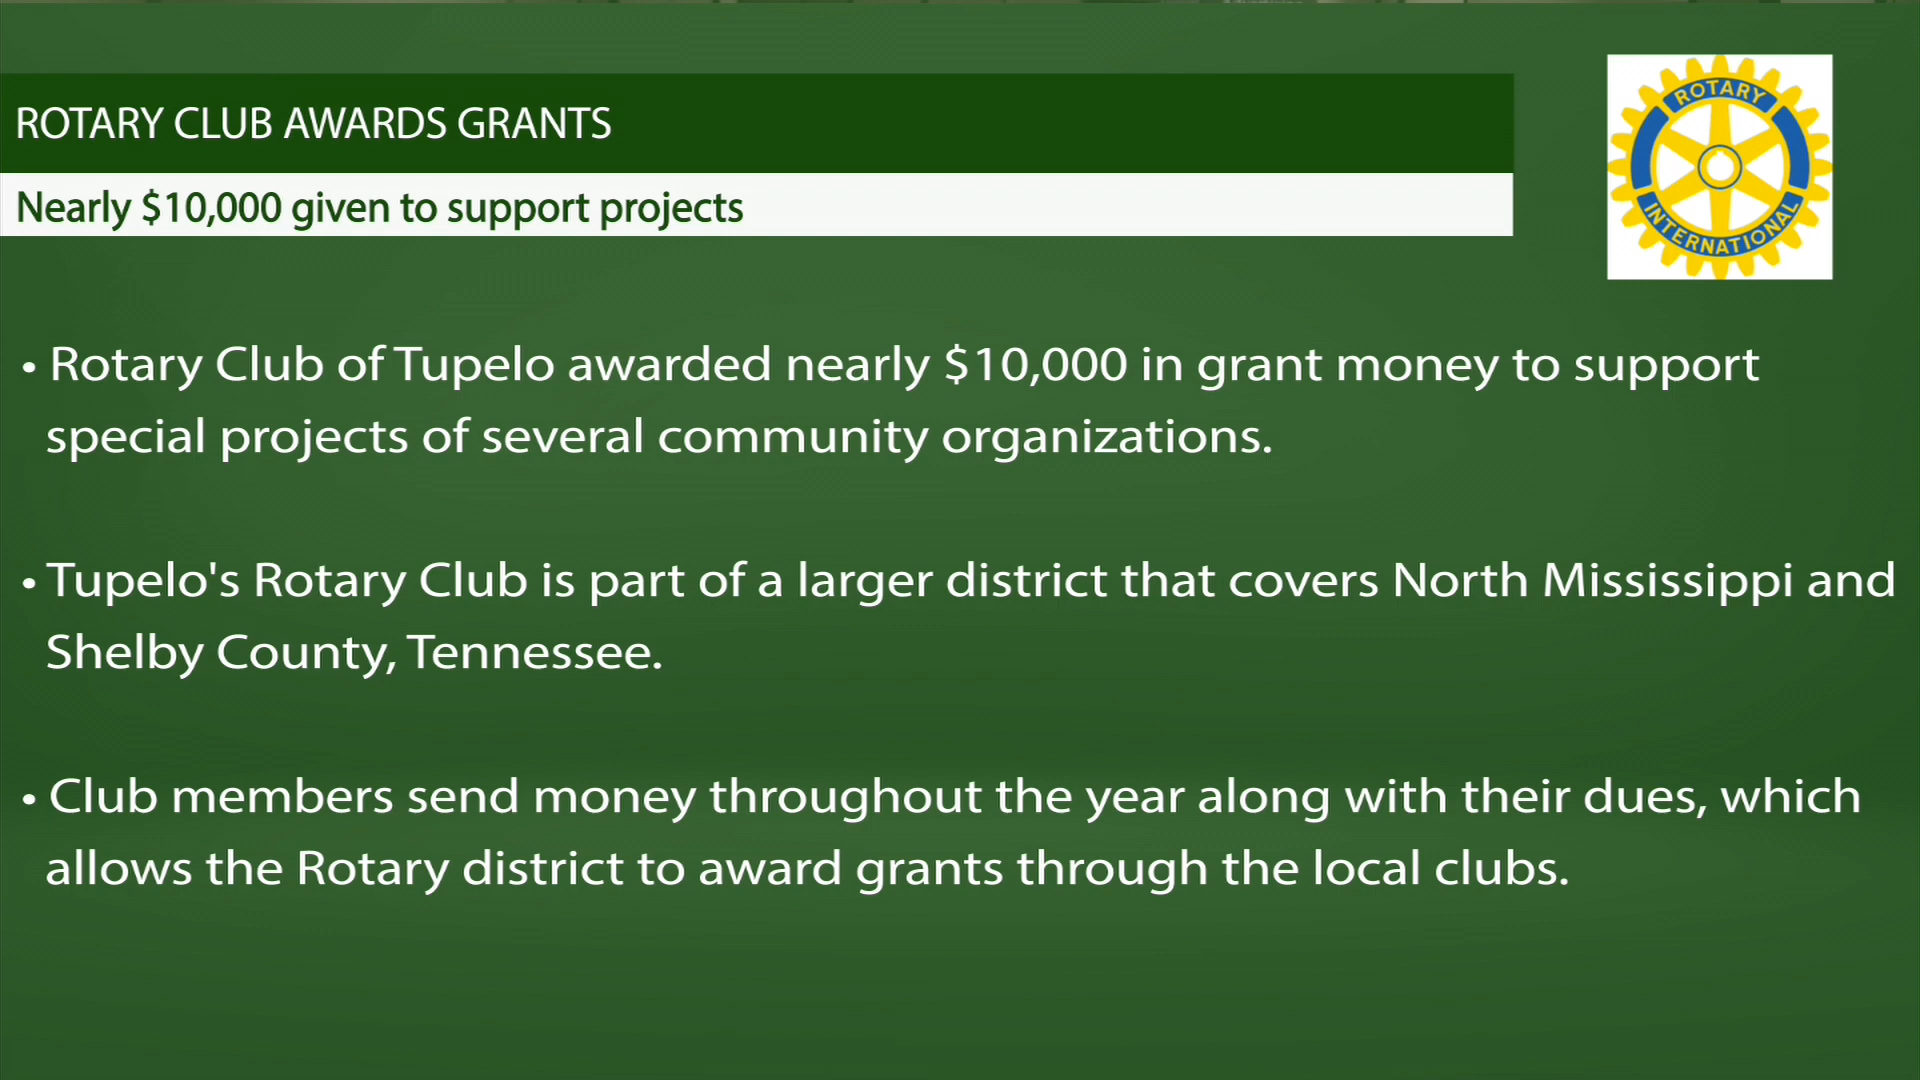 ROTARY CLUB AWARDS GRANTS
Nearly $10,000 given to support projects
ROTARY
INTERNATIONAL
• Rotary Club of Tupelo awarded nearly $10,000 in grant money to support
special projects of several community organizations.
• Tupelo's Rotary Club is part of a larger district that covers North Mississippi and
Shelby County, Tennessee.
• Club members send money throughout the year along with their dues, which
allows the Rotary district to award grants through the local clubs.